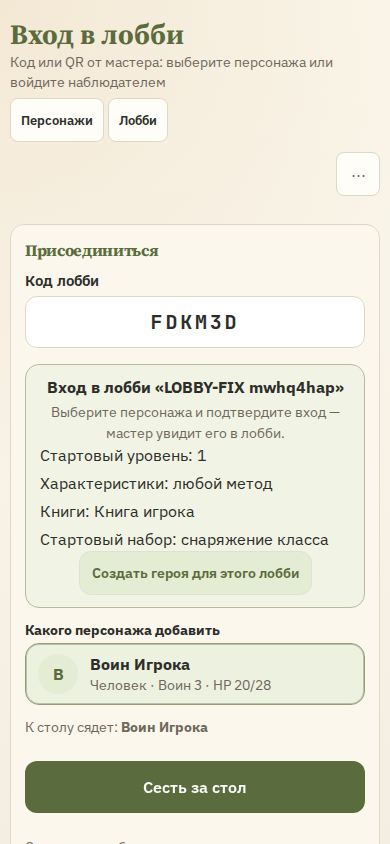 Вход в лобби
Код или QR от мастера: выберите персонажа или
войдите наблюдателем
Персонажи
Лобби
...
Присоединиться
Код лобби
FDKM3D
Вход в лобби «LOBBY-FIX mwhq4hap»
Выберите персонажа и подтвердите вход —
мастер увидит его в лобби.
Стартовый уровень: 1
Характеристики: любой метод
Книги: Книга игрока
Стартовый набор: снаряжение класса
Создать героя для этого лобби
Какого персонажа добавить
В
Воин Игрока
Человек · Воин 3 · HP 20/28
К столу сядет: Воин Игрока
Сесть за стол